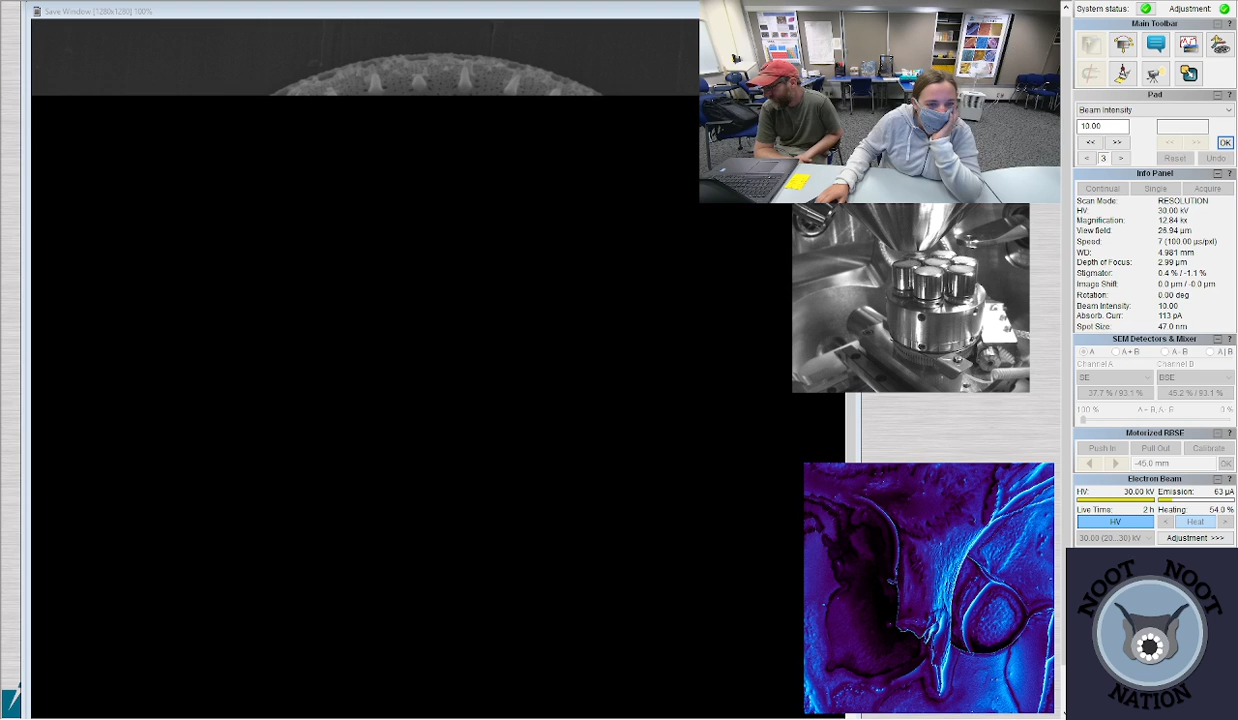 Save Window [1280x1280] 100%
System status: Adjustment:
Main Toolbar ?
Pad ?
Beam Intensity
10.00
<< >> << >> OK
< 3 > Reset Undo
Info Panel ?
Continual Single Acquire
Scan Mode: RESOLUTION
HV: 30.00 kV
Magnification: 12.84 kx
View field: 26.94 µm
Speed: 7 (100.00 µs/pxl)
WD: 4.981 mm
Depth of Focus: 2.99 µm
Stigmator: 0.4 % / -1.1 %
Image Shift: 0.0 µm / -0.0 µm
Rotation: 0.00 deg
Beam Intensity: 10.00
Absorb. Curr: 113 pA
Spot Size: 47.0 nm
SEM Detectors & Mixer ?
A A+B A-B A|B
Channel A Channel B
SE BSE
37.7 % / 93.1 % 45.2 % / 93.1 %
100 % A+B, A-B 0 %
Motorized RBSE ?
Push In Pull Out Calibrate
-45.0 mm OK
Electron Beam ?
HV: 30.00 kV Emission: 63 µA
Live Time: 2 h Heating: 54.0 %
HV < Heat >
30.00 (20...30) kV Adjustment >>>
NOOT NOOT
NATION